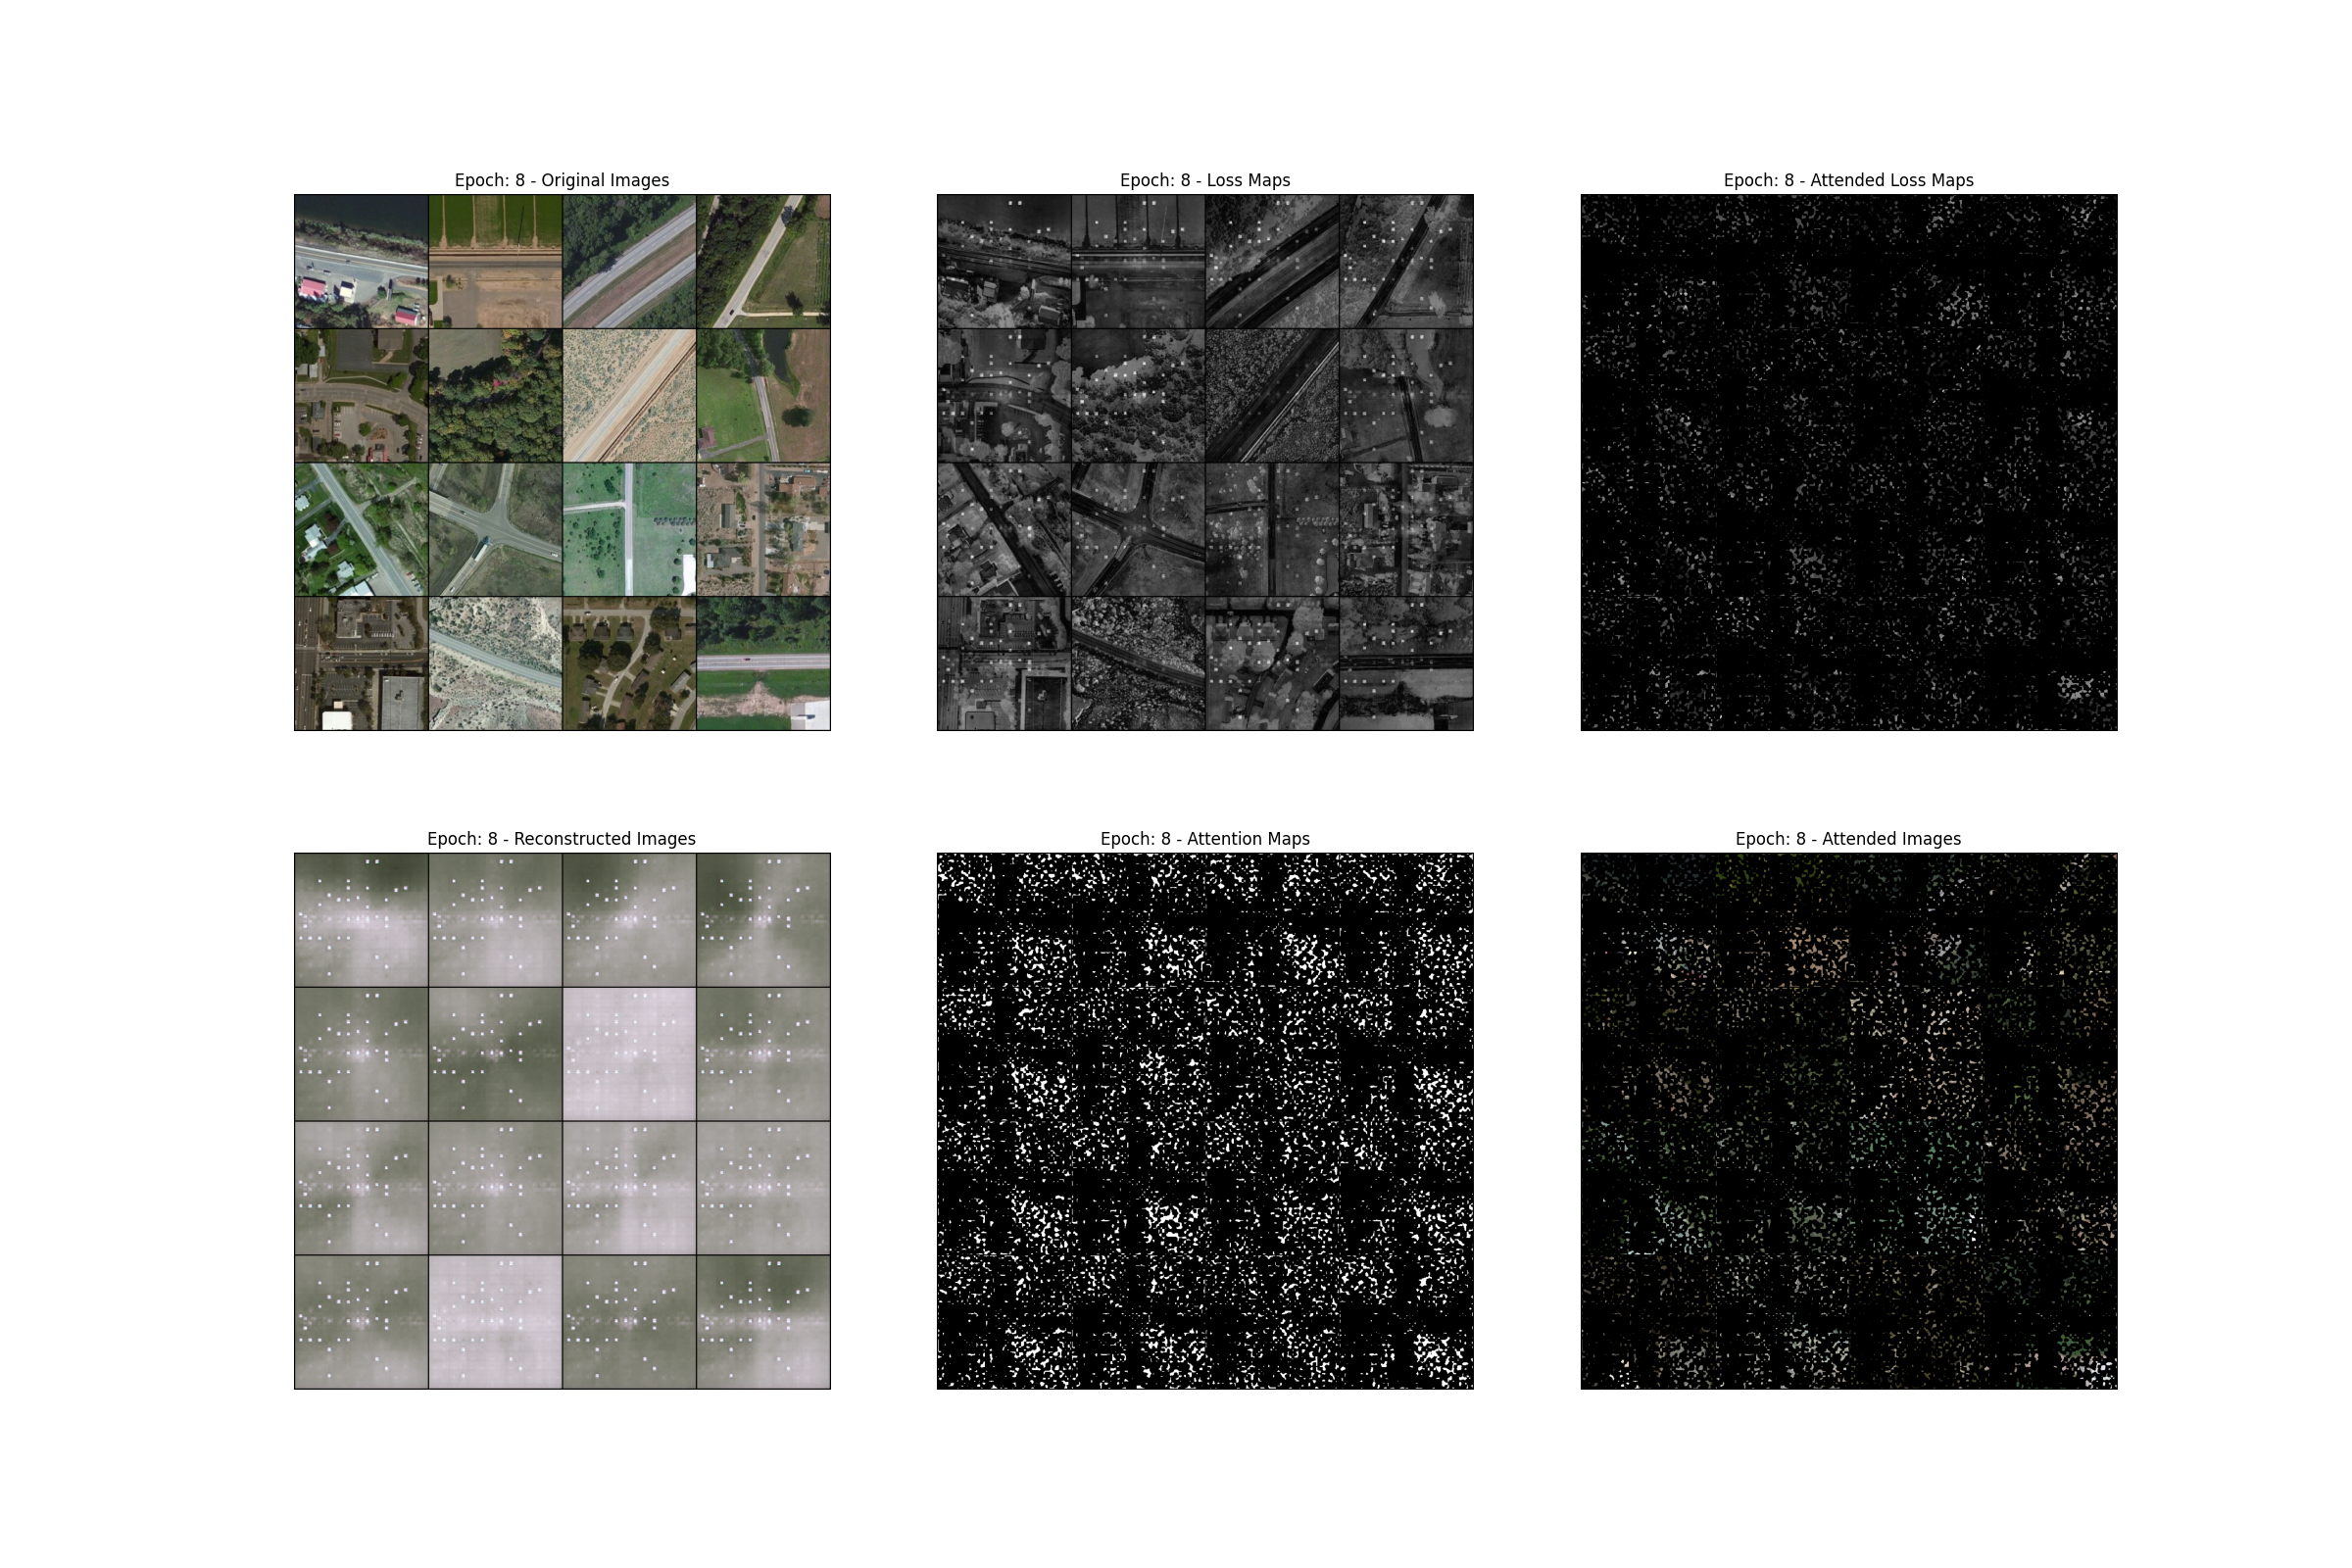 Epoch: 8 - Original Images
Epoch: 8 - Loss Maps
Epoch: 8 - Attended Loss Maps
Epoch: 8 - Reconstructed Images
Epoch: 8 - Attention Maps
Epoch: 8 - Attended Images